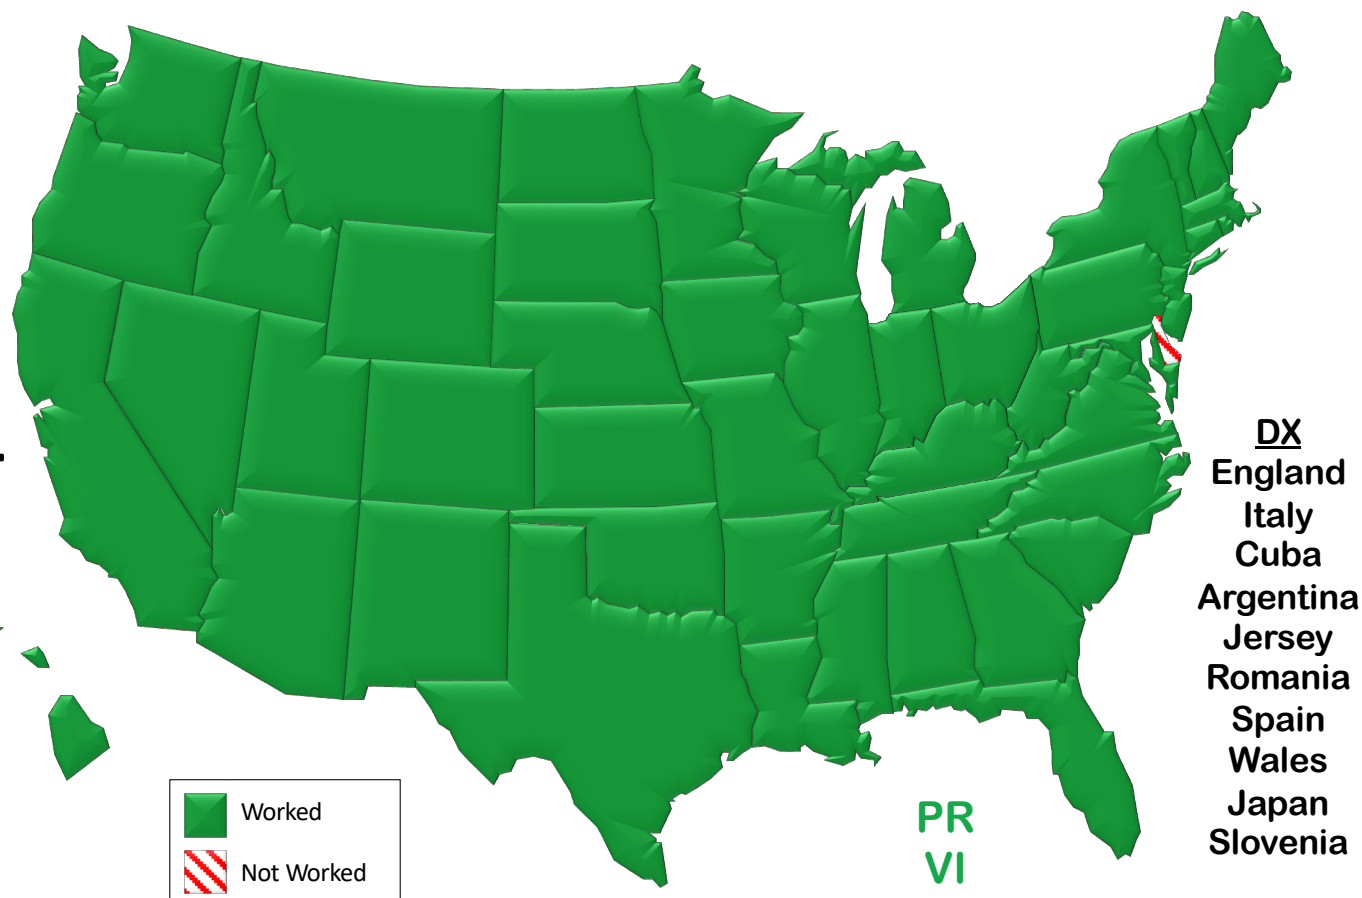 DX
England
Italy
Cuba
Argentina
Jersey
Romania
Spain
Wales
Japan
Slovenia
Worked
Not Worked
PR
VI